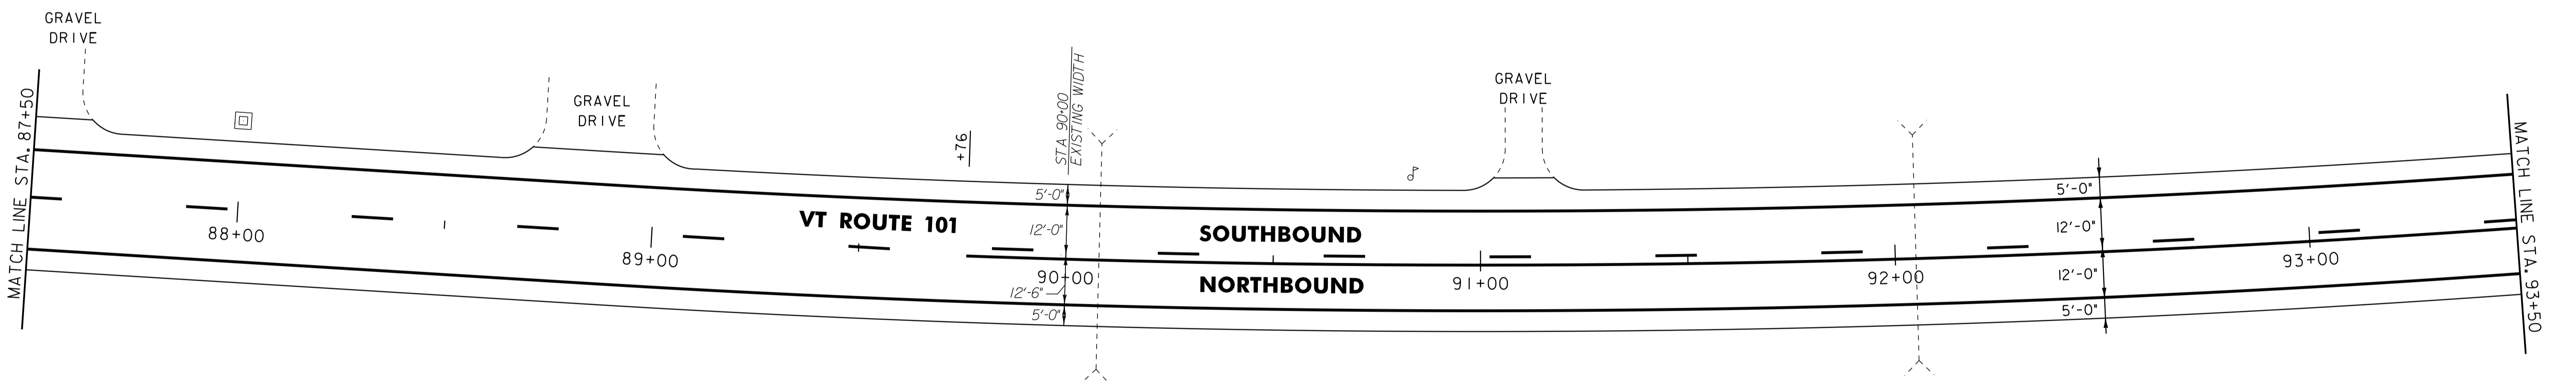 GRAVEL
DRIVE
MATCH LINE STA. 87+50
88+00
GRAVEL
DRIVE
89+00
VT ROUTE 101
+76
STA 90+00
EXISTING WIDTH
5'-0"
12'-0"
90+00
12'-6"
5'-0"
SOUTHBOUND
NORTHBOUND
GRAVEL
DRIVE
91+00
92+00
5'-0"
12'-0"
12'-0"
5'-0"
93+00
MATCH LINE STA. 93+50